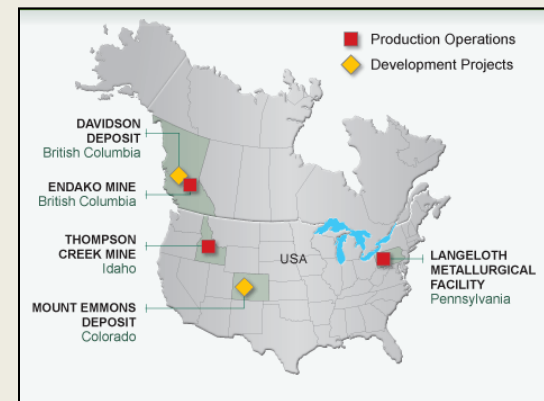 Production Operations
Development Projects
DAVIDSON
DEPOSIT
British Columbia
ENDAKO MINE
British Columbia
THOMPSON
CREEK MINE
Idaho
MOUNT EMMONS
DEPOSIT
Colorado
USA
LANGELOTH
METALLURGICAL
FACILITY
Pennsylvania